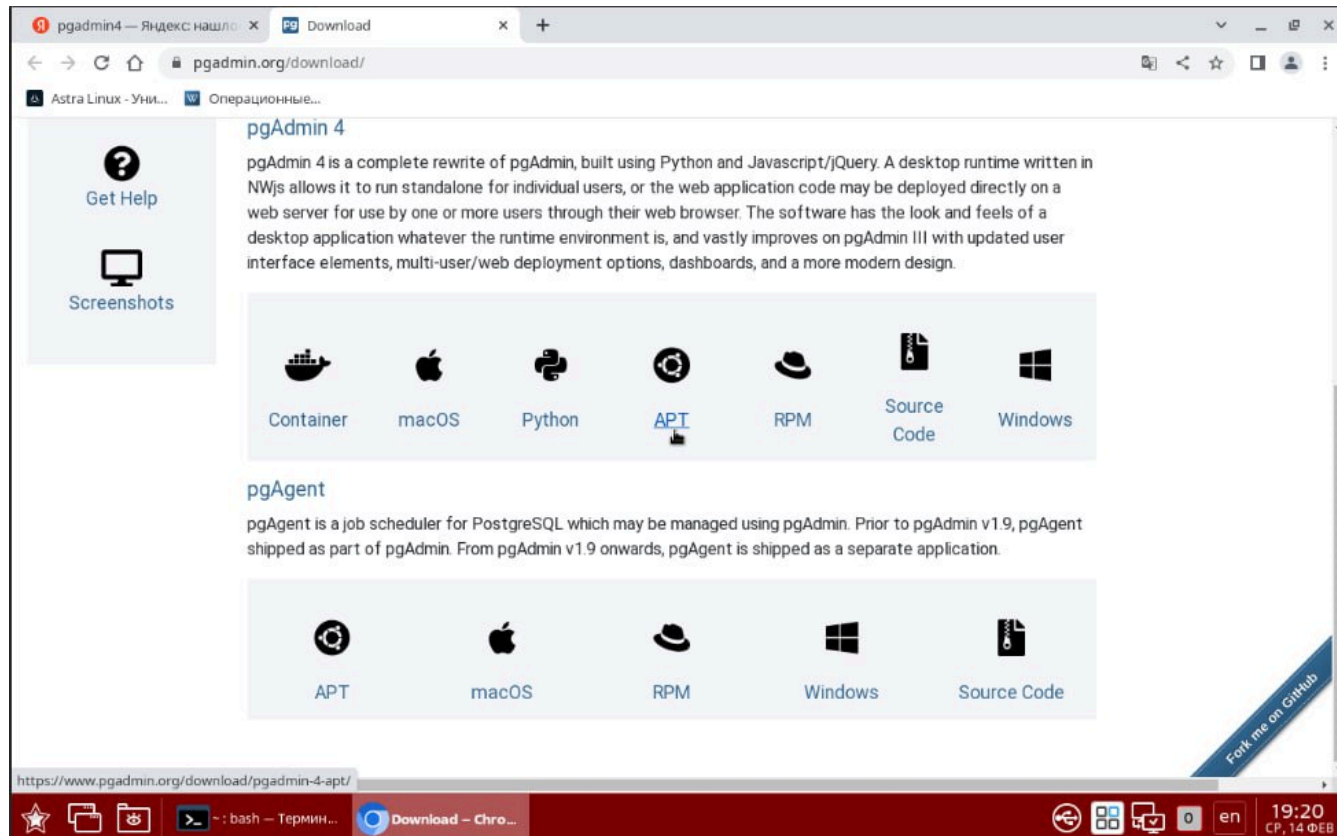 pgadmin4 — Яндекс: нашло
Download
pgadmin.org/download/
Astra Linux - Уни...
Операционные...
Get Help
Screenshots
pgAdmin 4
pgAdmin 4 is a complete rewrite of pgAdmin, built using Python and Javascript/jQuery. A desktop runtime written in
NWjs allows it to run standalone for individual users, or the web application code may be deployed directly on a
web server for use by one or more users through their web browser. The software has the look and feels of a
desktop application whatever the runtime environment is, and vastly improves on pgAdmin III with updated user
interface elements, multi-user/web deployment options, dashboards, and a more modern design.
Container
macOS
Python
APT
RPM
Source
Code
Windows
pgAgent
pgAgent is a job scheduler for PostgreSQL which may be managed using pgAdmin. Prior to pgAdmin v1.9, pgAgent
shipped as part of pgAdmin. From pgAdmin v1.9 onwards, pgAgent is shipped as a separate application.
APT
macOS
RPM
Windows
Source Code
Fork me on GitHub
https://www.pgadmin.org/download/pgadmin-4-apt/
~ : bash — Термин...
Download – Chro...
0
en
19:20
СР, 14 ФЕВ